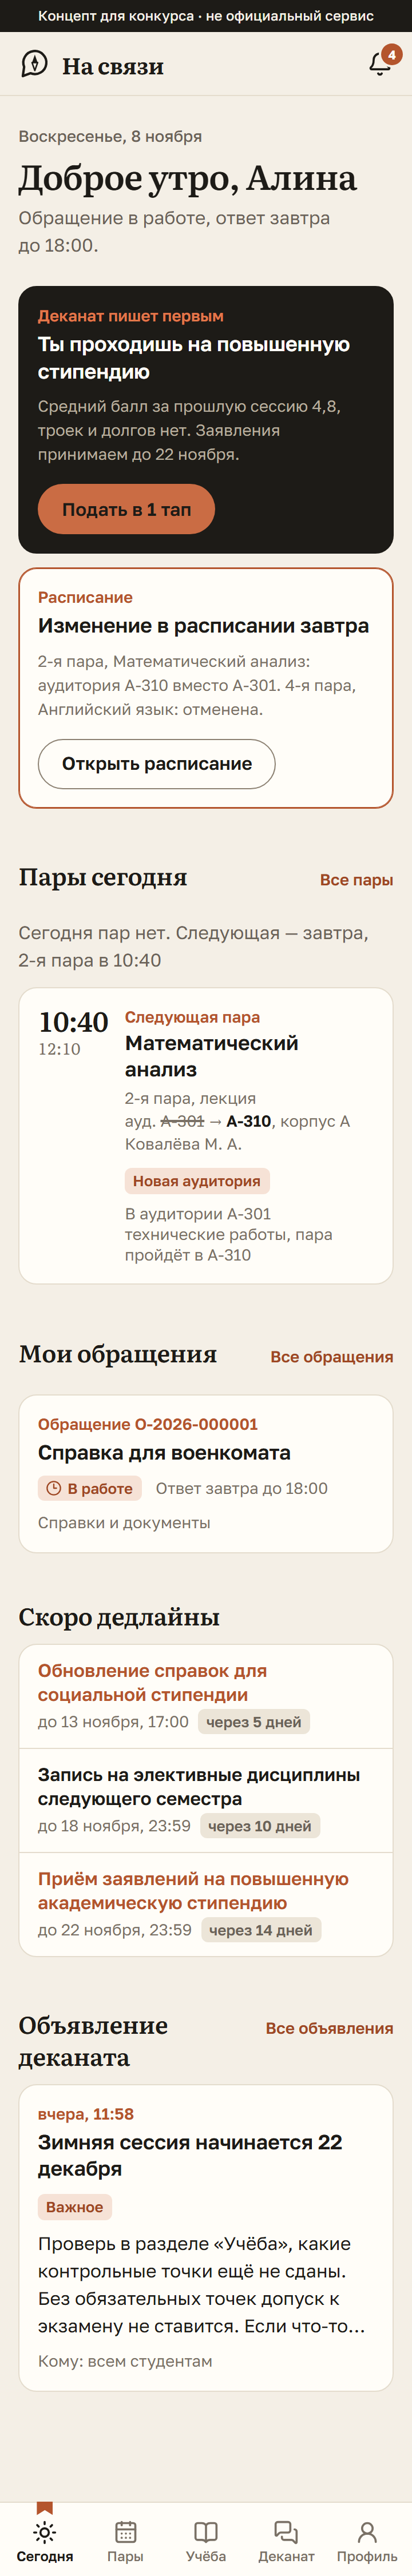 Концепт для конкурса · не официальный сервис
На связи
4
Воскресенье, 8 ноября
Доброе утро, Алина
Обращение в работе, ответ завтра
до 18:00.
Деканат пишет первым
Ты проходишь на повышенную
стипендию
Средний балл за прошлую сессию 4,8,
троек и долгов нет. Заявления
принимаем до 22 ноября.
Подать в 1 тап
Расписание
Изменение в расписании завтра
2-я пара, Математический анализ:
аудитория А-310 вместо А-301. 4-я пара,
Английский язык: отменена.
Открыть расписание
Пары сегодня
Все пары
Сегодня пар нет. Следующая — завтра,
2-я пара в 10:40
10:40
12:10
Следующая пара
Математический
анализ
2-я пара, лекция
ауд. А-301 → А-310, корпус А
Ковалёва М. А.
Новая аудитория
В аудитории А-301
технические работы, пара
пройдёт в А-310
Мои обращения
Все обращения
Обращение О-2026-000001
Справка для военкомата
В работе
Ответ завтра до 18:00
Справки и документы
Скоро дедлайны
Обновление справок для
социальной стипендии
до 13 ноября, 17:00 через 5 дней
Запись на элективные дисциплины
следующего семестра
до 18 ноября, 23:59 через 10 дней
Приём заявлений на повышенную
академическую стипендию
до 22 ноября, 23:59 через 14 дней
Объявление
деканата
Все объявления
вчера, 11:58
Зимняя сессия начинается 22
декабря
Важное
Проверь в разделе «Учёба», какие
контрольные точки ещё не сданы.
Без обязательных точек допуск к
экзамену не ставится. Если что-то…
Кому: всем студентам
Сегодня
Пары
Учёба
Деканат
Профиль